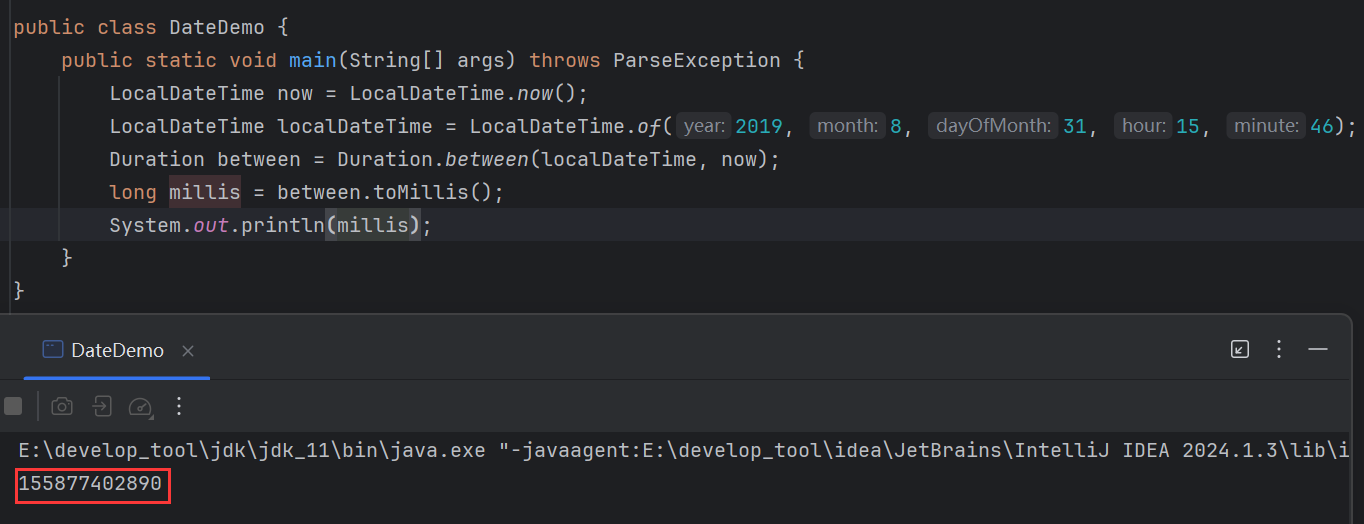 public class DateDemo {
public static void main(String[] args) throws ParseException {
LocalDateTime now = LocalDateTime.now();
LocalDateTime localDateTime = LocalDateTime.of( year: 2019, month: 8, dayOfMonth: 31, hour: 15, minute: 46);
Duration between = Duration.between(localDateTime, now);
long millis = between.toMillis();
System.out.println(millis);
}
}
DateDemo
E:\develop_tool\jdk\jdk_11\bin\java.exe "-javaagent:E:\develop_tool\idea\JetBrains\IntelliJ IDEA 2024.1.3\lib\i
155877402890